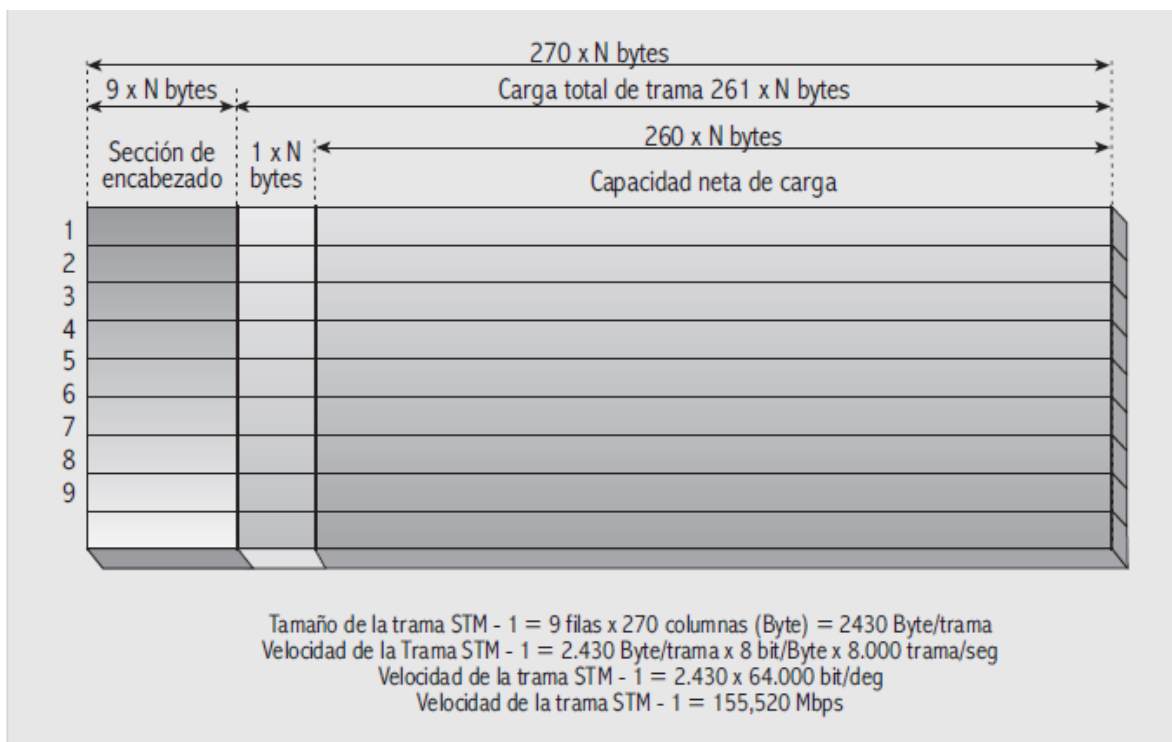 270 x N bytes
9 x N bytes
Carga total de trama 261 x N bytes
260 x N bytes
Sección de
encabezado
1 x N
bytes
Capacidad neta de carga
1
2
3
4
5
6
7
8
9
Tamaño de la trama STM - 1 = 9 filas x 270 columnas (Byte) = 2430 Byte/trama
Velocidad de la Trama STM - 1 = 2.430 Byte/trama x 8 bit/Byte x 8.000 trama/seg
Velocidad de la trama STM - 1 = 2.430 x 64.000 bit/deg
Velocidad de la trama STM - 1 = 155,520 Mbps